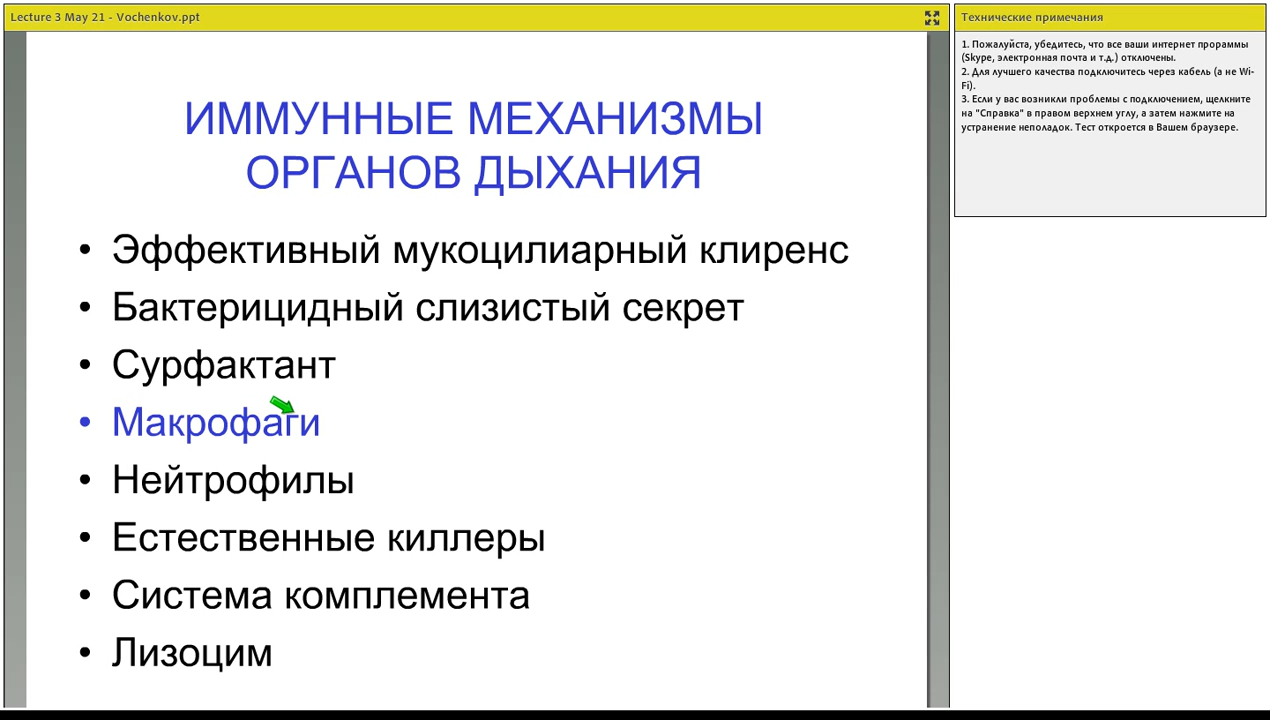 Lecture 3 May 21 - Vochenkov.ppt
ИММУННЫЕ МЕХАНИЗМЫ
ОРГАНОВ ДЫХАНИЯ
• Эффективный мукоцилиарный клиренс
• Бактерицидный слизистый секрет
• Сурфактант
• Макрофаги
• Нейтрофилы
• Естественные киллеры
• Система комплемента
• Лизоцим
Технические примечания
1. Пожалуйста, убедитесь, что все ваши интернет прораммы
(Skype, электронная почта и т.д.) отключены.
2. Для лучшего качества подключитесь через кабель (а не Wi-
Fi).
3. Если у вас возникли проблемы с подключением, щелкните
на "Справка" в правом верхнем углу, а затем нажмите на
устранение неполадок. Тест откроется в Вашем браузере.